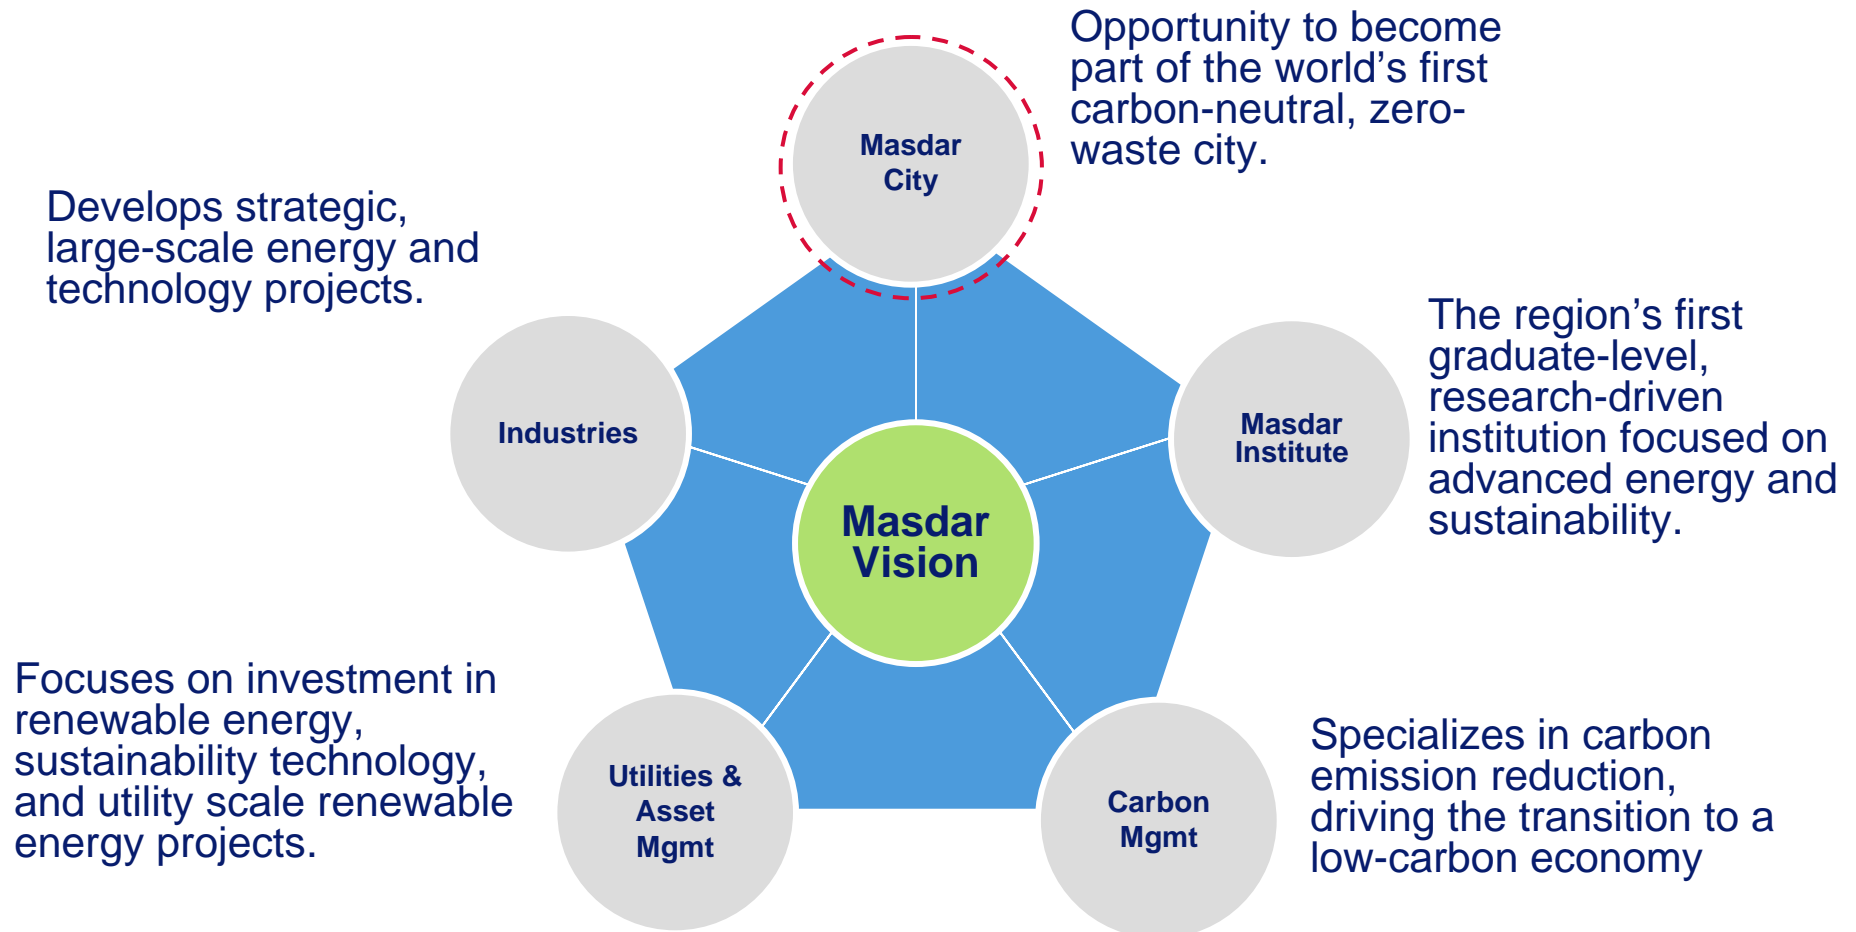 Opportunity to become
part of the world’s first
carbon-neutral, zero-
waste city.
Masdar
City
Develops strategic,
large-scale energy and
technology projects.
Industries
The region’s first
graduate-level,
research-driven
institution focused on
advanced energy and
sustainability.
Masdar
Institute
Masdar
Vision
Focuses on investment in
renewable energy,
sustainability technology,
and utility scale renewable
energy projects.
Utilities &
Asset
Mgmt
Carbon
Mgmt
Specializes in carbon
emission reduction,
driving the transition to a
low-carbon economy